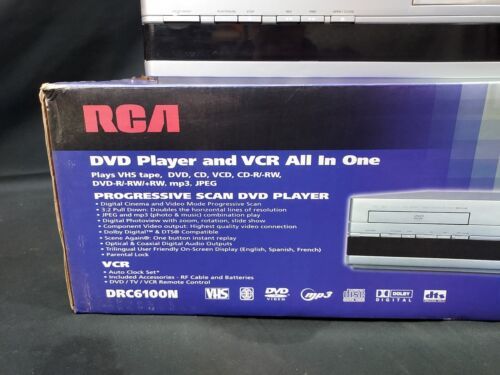 RCA
DVD Player and VCR All In One
Plays VHS tape, DVD, CD, VCD, CD-R/-RW,
DVD-R/-RW/+RW, mp3, JPEG
PROGRESSIVE SCAN DVD PLAYER
• Digital Cinema and Video Mode Progressive Scan
• 3.2 Pull Down: Doubles the horizontal lines of resolution
• JPEG and mp3 (photo & music) combination play
• Digital Photoview with zoom, rotate, slide show
• Component Video output: Highest quality video connection
• Dolby Digital™ & DTS® Compatible
• Scene Again®: One button instant replay
• Optical & Coaxial Digital Audio Outputs
• Trilingual User Friendly On-Screen Display (English, Spanish, French)
• Parental Lock
VCR
• Auto Clock Set*
• Included Accessories - RF Cable and Batteries
• DVD / TV / VCR Remote Control
DRC6100N VHS DVD VIDEO mp3 DOLBY DIGITAL dts